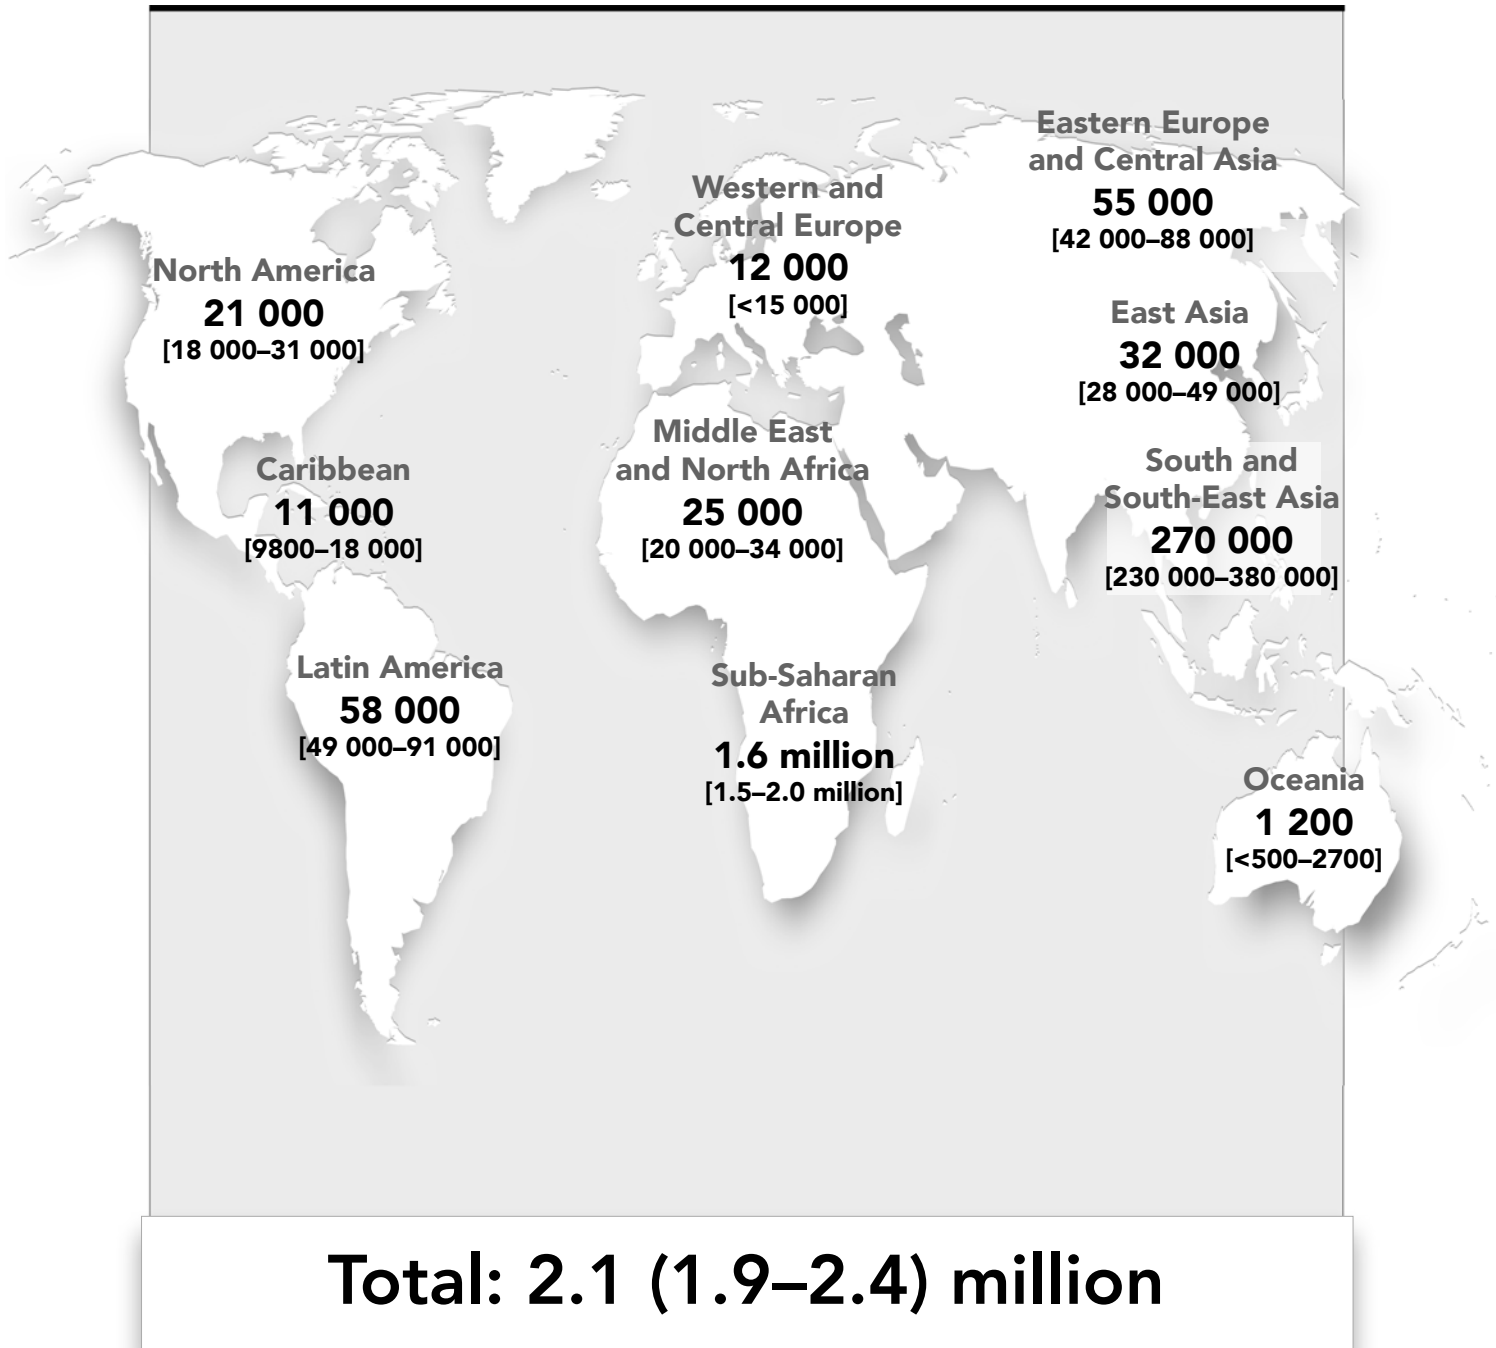 Eastern Europe
and Central Asia
55 000
[42 000–88 000]
Western and
Central Europe
12 000
[<15 000]
North America
21 000
[18 000–31 000]
East Asia
32 000
[28 000–49 000]
Middle East
and North Africa
25 000
[20 000–34 000]
Caribbean
11 000
[9800–18 000]
South and
South-East Asia
270 000
[230 000–380 000]
Latin America
58 000
[49 000–91 000]
Sub-Saharan
Africa
1.6 million
[1.5–2.0 million]
Oceania
1 200
[<500–2700]
Total: 2.1 (1.9–2.4) million